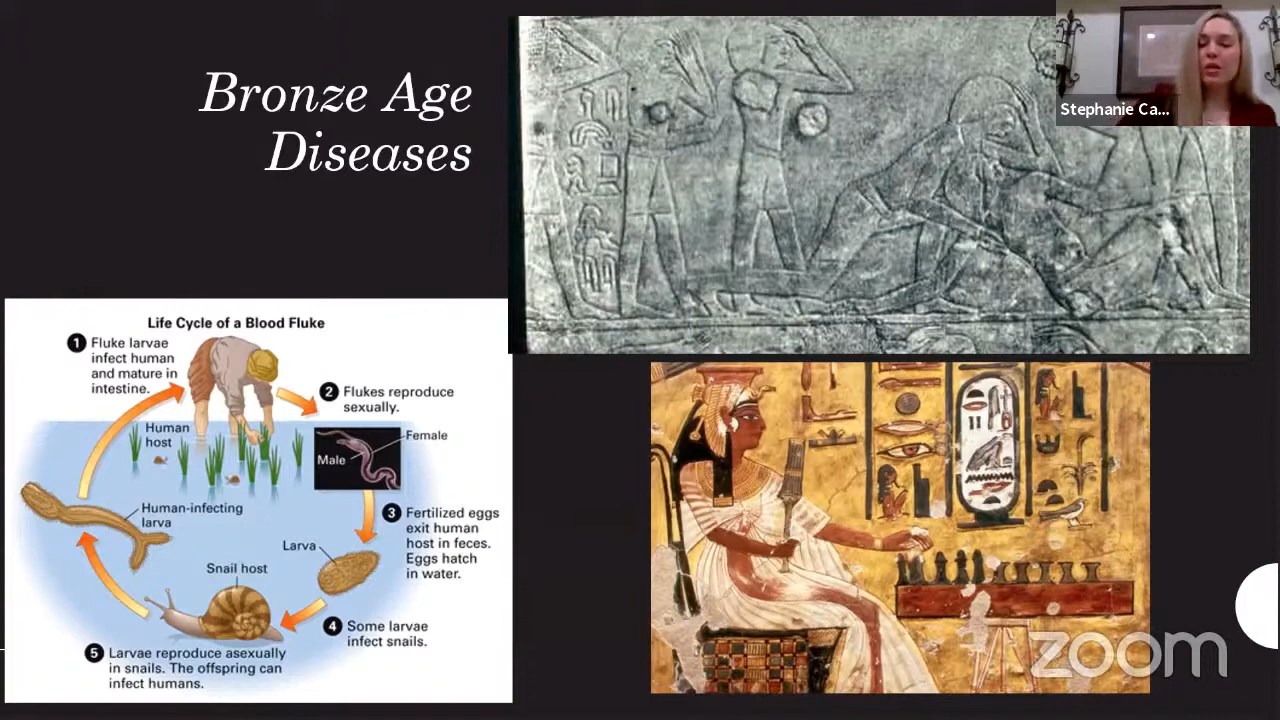 Bronze Age
Diseases
Stephanie Ca...
Life Cycle of a Blood Fluke
1 Fluke larvae
infect human
and mature in
intestine.
2 Flukes reproduce
sexually.
Human
host
Female
Male
Human-infecting
larva
3 Fertilized eggs
exit human
host in feces.
Eggs hatch
in water.
Larva
Snail host
4 Some larvae
infect snails.
5 Larvae reproduce asexually
in snails. The offspring can
infect humans.
zoom